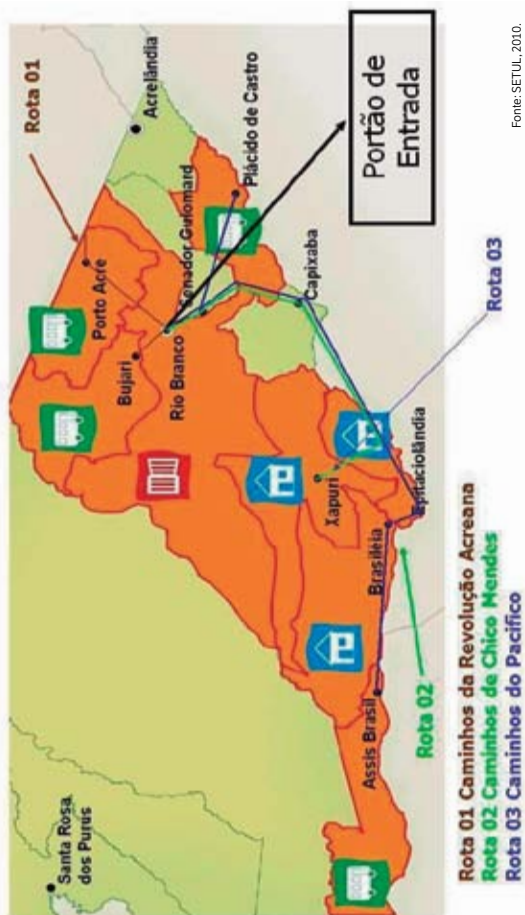 Rota 01
Acrelândia
Porto Acre
Bujari
Rio Branco
Senador Guiomard
Plácido de Castro
Portão de
Entrada
Capixaba
Xapuri
Epitaciolândia
Brasiléia
Rota 03
Assis Brasil
Rota 02
Santa Rosa
dos Purus
Rota 01 Caminhos da Revolução Acreana
Rota 02 Caminhos de Chico Mendes
Rota 03 Caminhos do Pacífico
Fonte: SETUL, 2010.